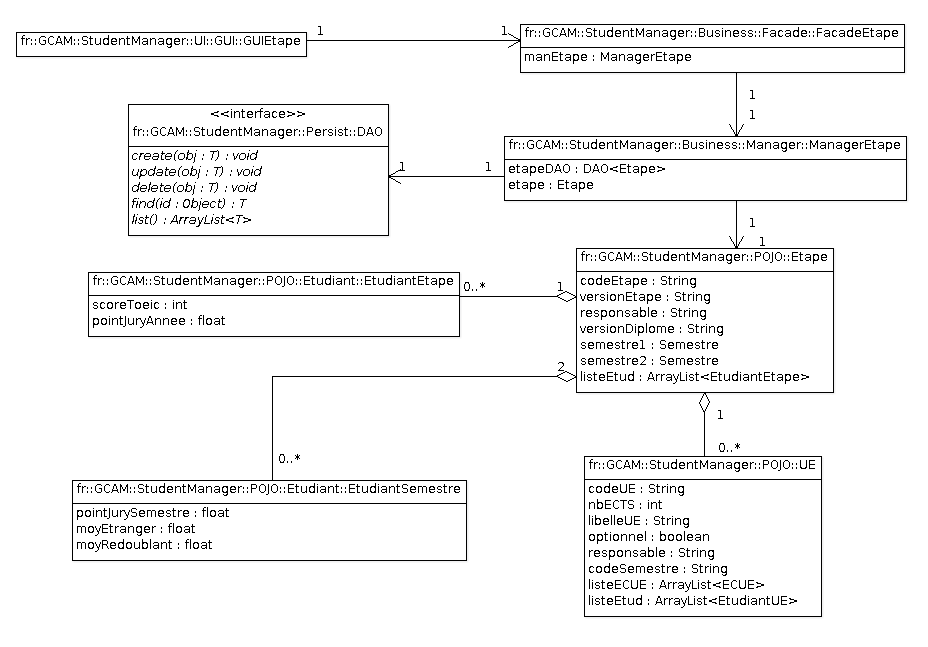 fr::GCAM::StudentManager::UI::GUI::GUIEtape
1
1
fr::GCAM::StudentManager::Business::Facade::FacadeEtape
manEtape : ManagerEtape
1
1
<<interface>>
fr::GCAM::StudentManager::Persist::DAO
create(obj : T) : void
update(obj : T) : void
delete(obj : T) : void
find(id : Object) : T
list() : ArrayList<T>
1
1
fr::GCAM::StudentManager::Business::Manager::ManagerEtape
etapeDAO : DAO<Etape>
etape : Etape
1
1
fr::GCAM::StudentManager::POJO::Etape
codeEtape : String
versionEtape : String
responsable : String
versionDiplome : String
semestre1 : Semestre
semestre2 : Semestre
listeEtud : ArrayList<EtudiantEtape>
fr::GCAM::StudentManager::POJO::Etudiant::EtudiantEtape
scoreToeic : int
pointJuryAnnee : float
0..*
1
2
0..*
fr::GCAM::StudentManager::POJO::Etudiant::EtudiantSemestre
pointJurySemestre : float
moyEtranger : float
moyRedoublant : float
1
0..*
fr::GCAM::StudentManager::POJO::UE
codeUE : String
nbECTS : int
libelleUE : String
optionnel : boolean
responsable : String
codeSemestre : String
listeECUE : ArrayList<ECUE>
listeEtud : ArrayList<EtudiantUE>